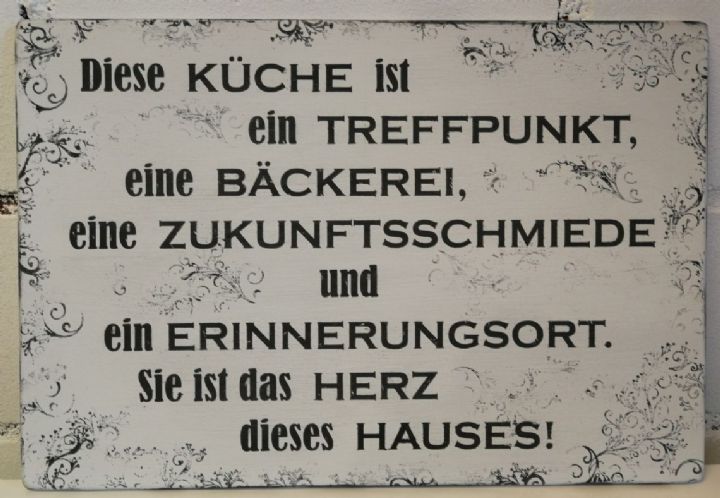 Diese KÜCHE ist
ein TREFFPUNKT,
eine BÄCKEREI,
eine ZUKUNFTSSCHMIEDE
und
ein ERINNERUNGSORT.
Sie ist das HERZ
dieses HAUSES!